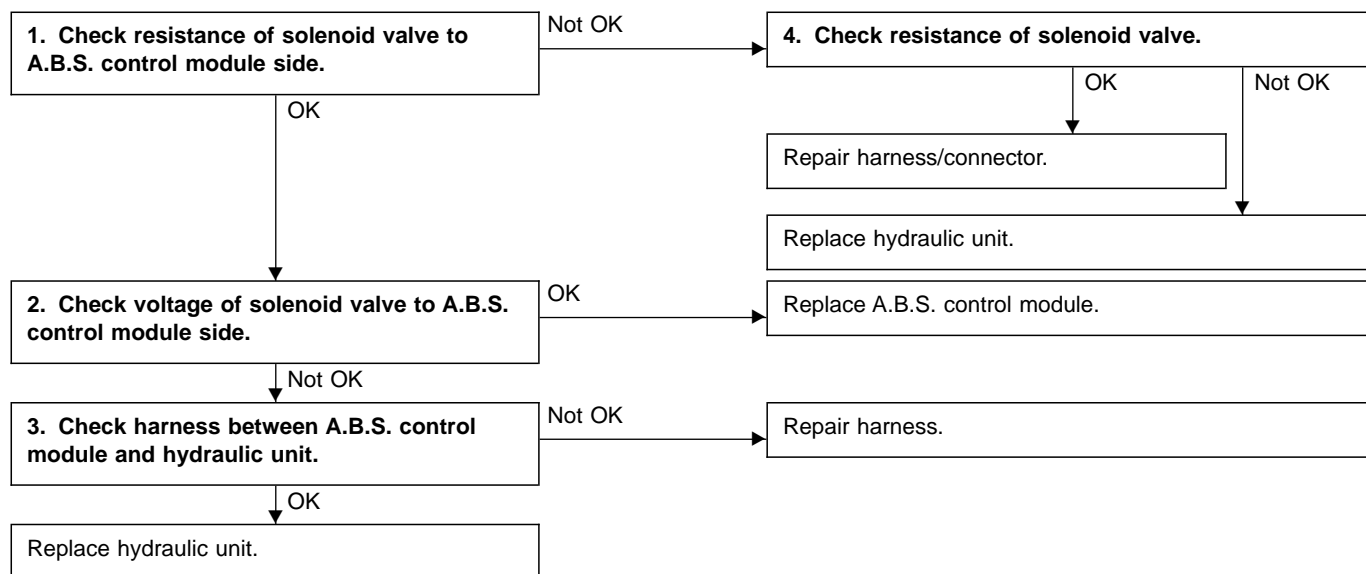 1. Check resistance of solenoid valve to
A.B.S. control module side.
Not OK
4. Check resistance of solenoid valve.
OK
OK
Not OK
Repair harness/connector.
Replace hydraulic unit.
2. Check voltage of solenoid valve to A.B.S.
control module side.
OK
Replace A.B.S. control module.
Not OK
3. Check harness between A.B.S. control
module and hydraulic unit.
Not OK
Repair harness.
OK
Replace hydraulic unit.